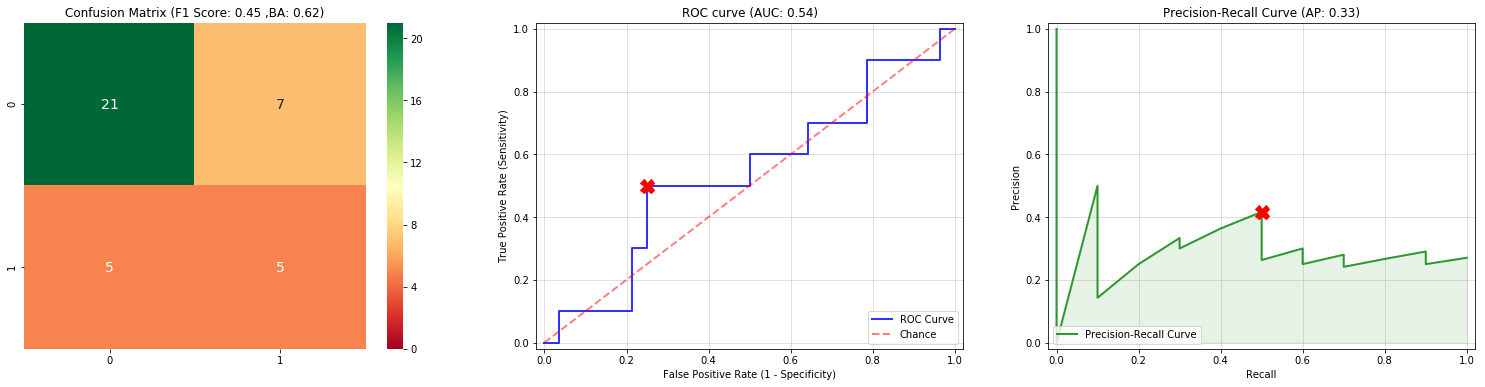 Confusion Matrix (F1 Score: 0.45 ,BA: 0.62)
21
7
5
5
0
1
0
1
20
16
12
8
4
0
ROC curve (AUC: 0.54)
True Positive Rate (Sensitivity)
1.0
0.8
0.6
0.4
0.2
0.0
0.0 0.2 0.4 0.6 0.8 1.0
False Positive Rate (1 - Specificity)
ROC Curve
Chance
Precision-Recall Curve (AP: 0.33)
Precision
1.0
0.8
0.6
0.4
0.2
0.0
0.0 0.2 0.4 0.6 0.8 1.0
Recall
Precision-Recall Curve